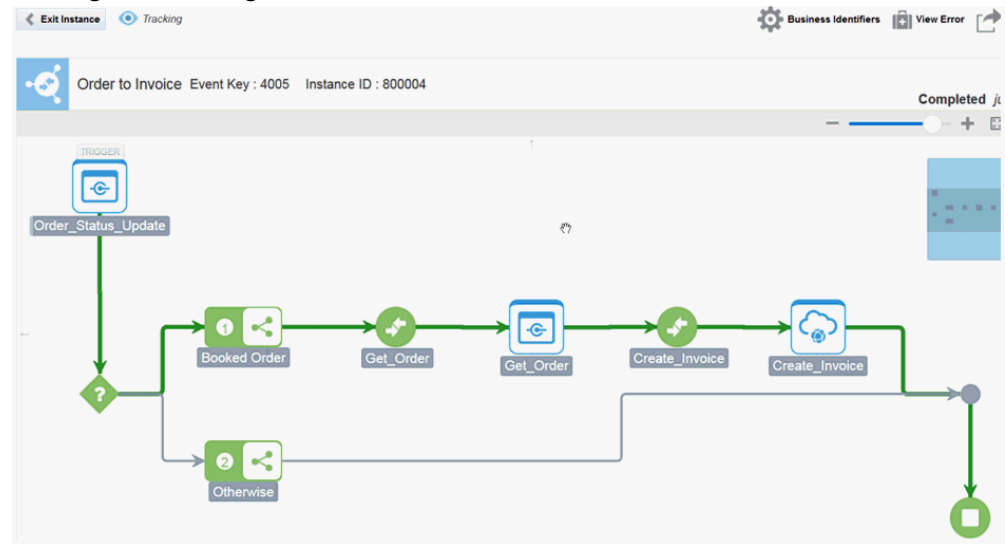 Exit Instance
Tracking
Business Identifiers
View Error
Order to Invoice Event Key : 4005 Instance ID : 800004
Completed
TRIGGER
Order_Status_Update
1
Booked Order
Get_Order
Get_Order
Create_Invoice
Create_Invoice
?
2
Otherwise